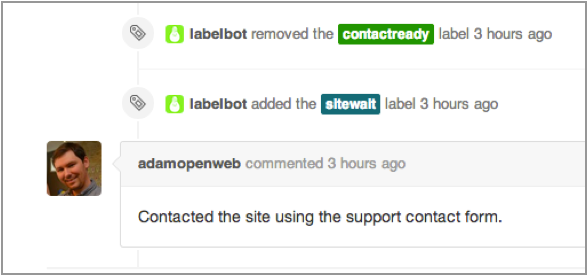 labelbot removed the contactready label 3 hours ago
labelbot added the sitewait label 3 hours ago
adamopenweb commented 3 hours ago
Contacted the site using the support contact form.